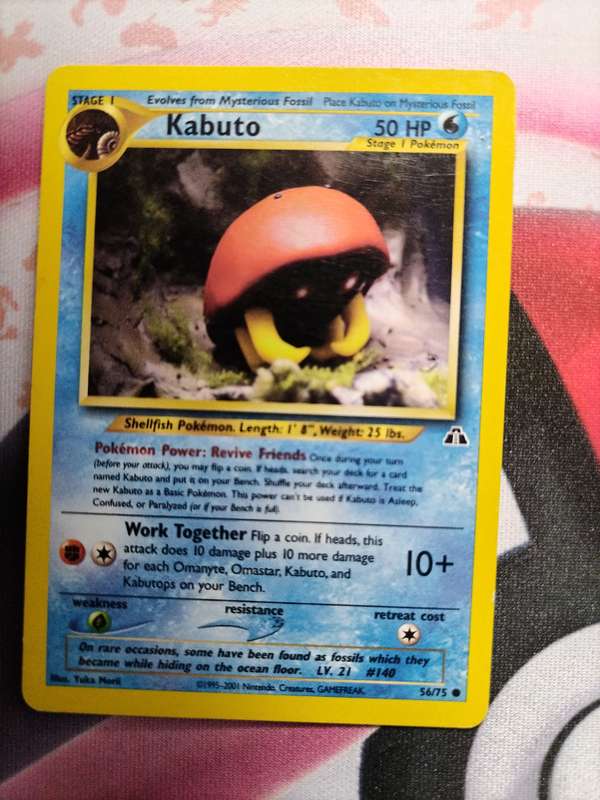 STAGE 1 Evolves from Mysterious Fossil Place Kabuto on Mysterious Fossil
Kabuto 50 HP
Stage 1 Pokémon
Shellfish Pokémon. Length: 1' 8", Weight: 25 lbs.
Pokémon Power: Revive Friends Once during your turn
(before your attack), you may flip a coin. If heads, search your deck for a card
named Kabuto and put it on your Bench. Shuffle your deck afterward. Treat the
new Kabuto as a Basic Pokémon. This power can't be used if Kabuto is Asleep,
Confused, or Paralyzed (or if your Bench is full).
Work Together Flip a coin. If heads, this
attack does 10 damage plus 10 more damage
for each Omanyte, Omastar, Kabuto, and
Kabutops on your Bench.
10+
weakness
resistance
retreat cost
On rare occasions, some have been found as fossils which they
became while hiding on the ocean floor. LV. 21 #140
Illus. Yuka Morii ©1995-2001 Nintendo, Creatures, GAMEFREAK. 56/75